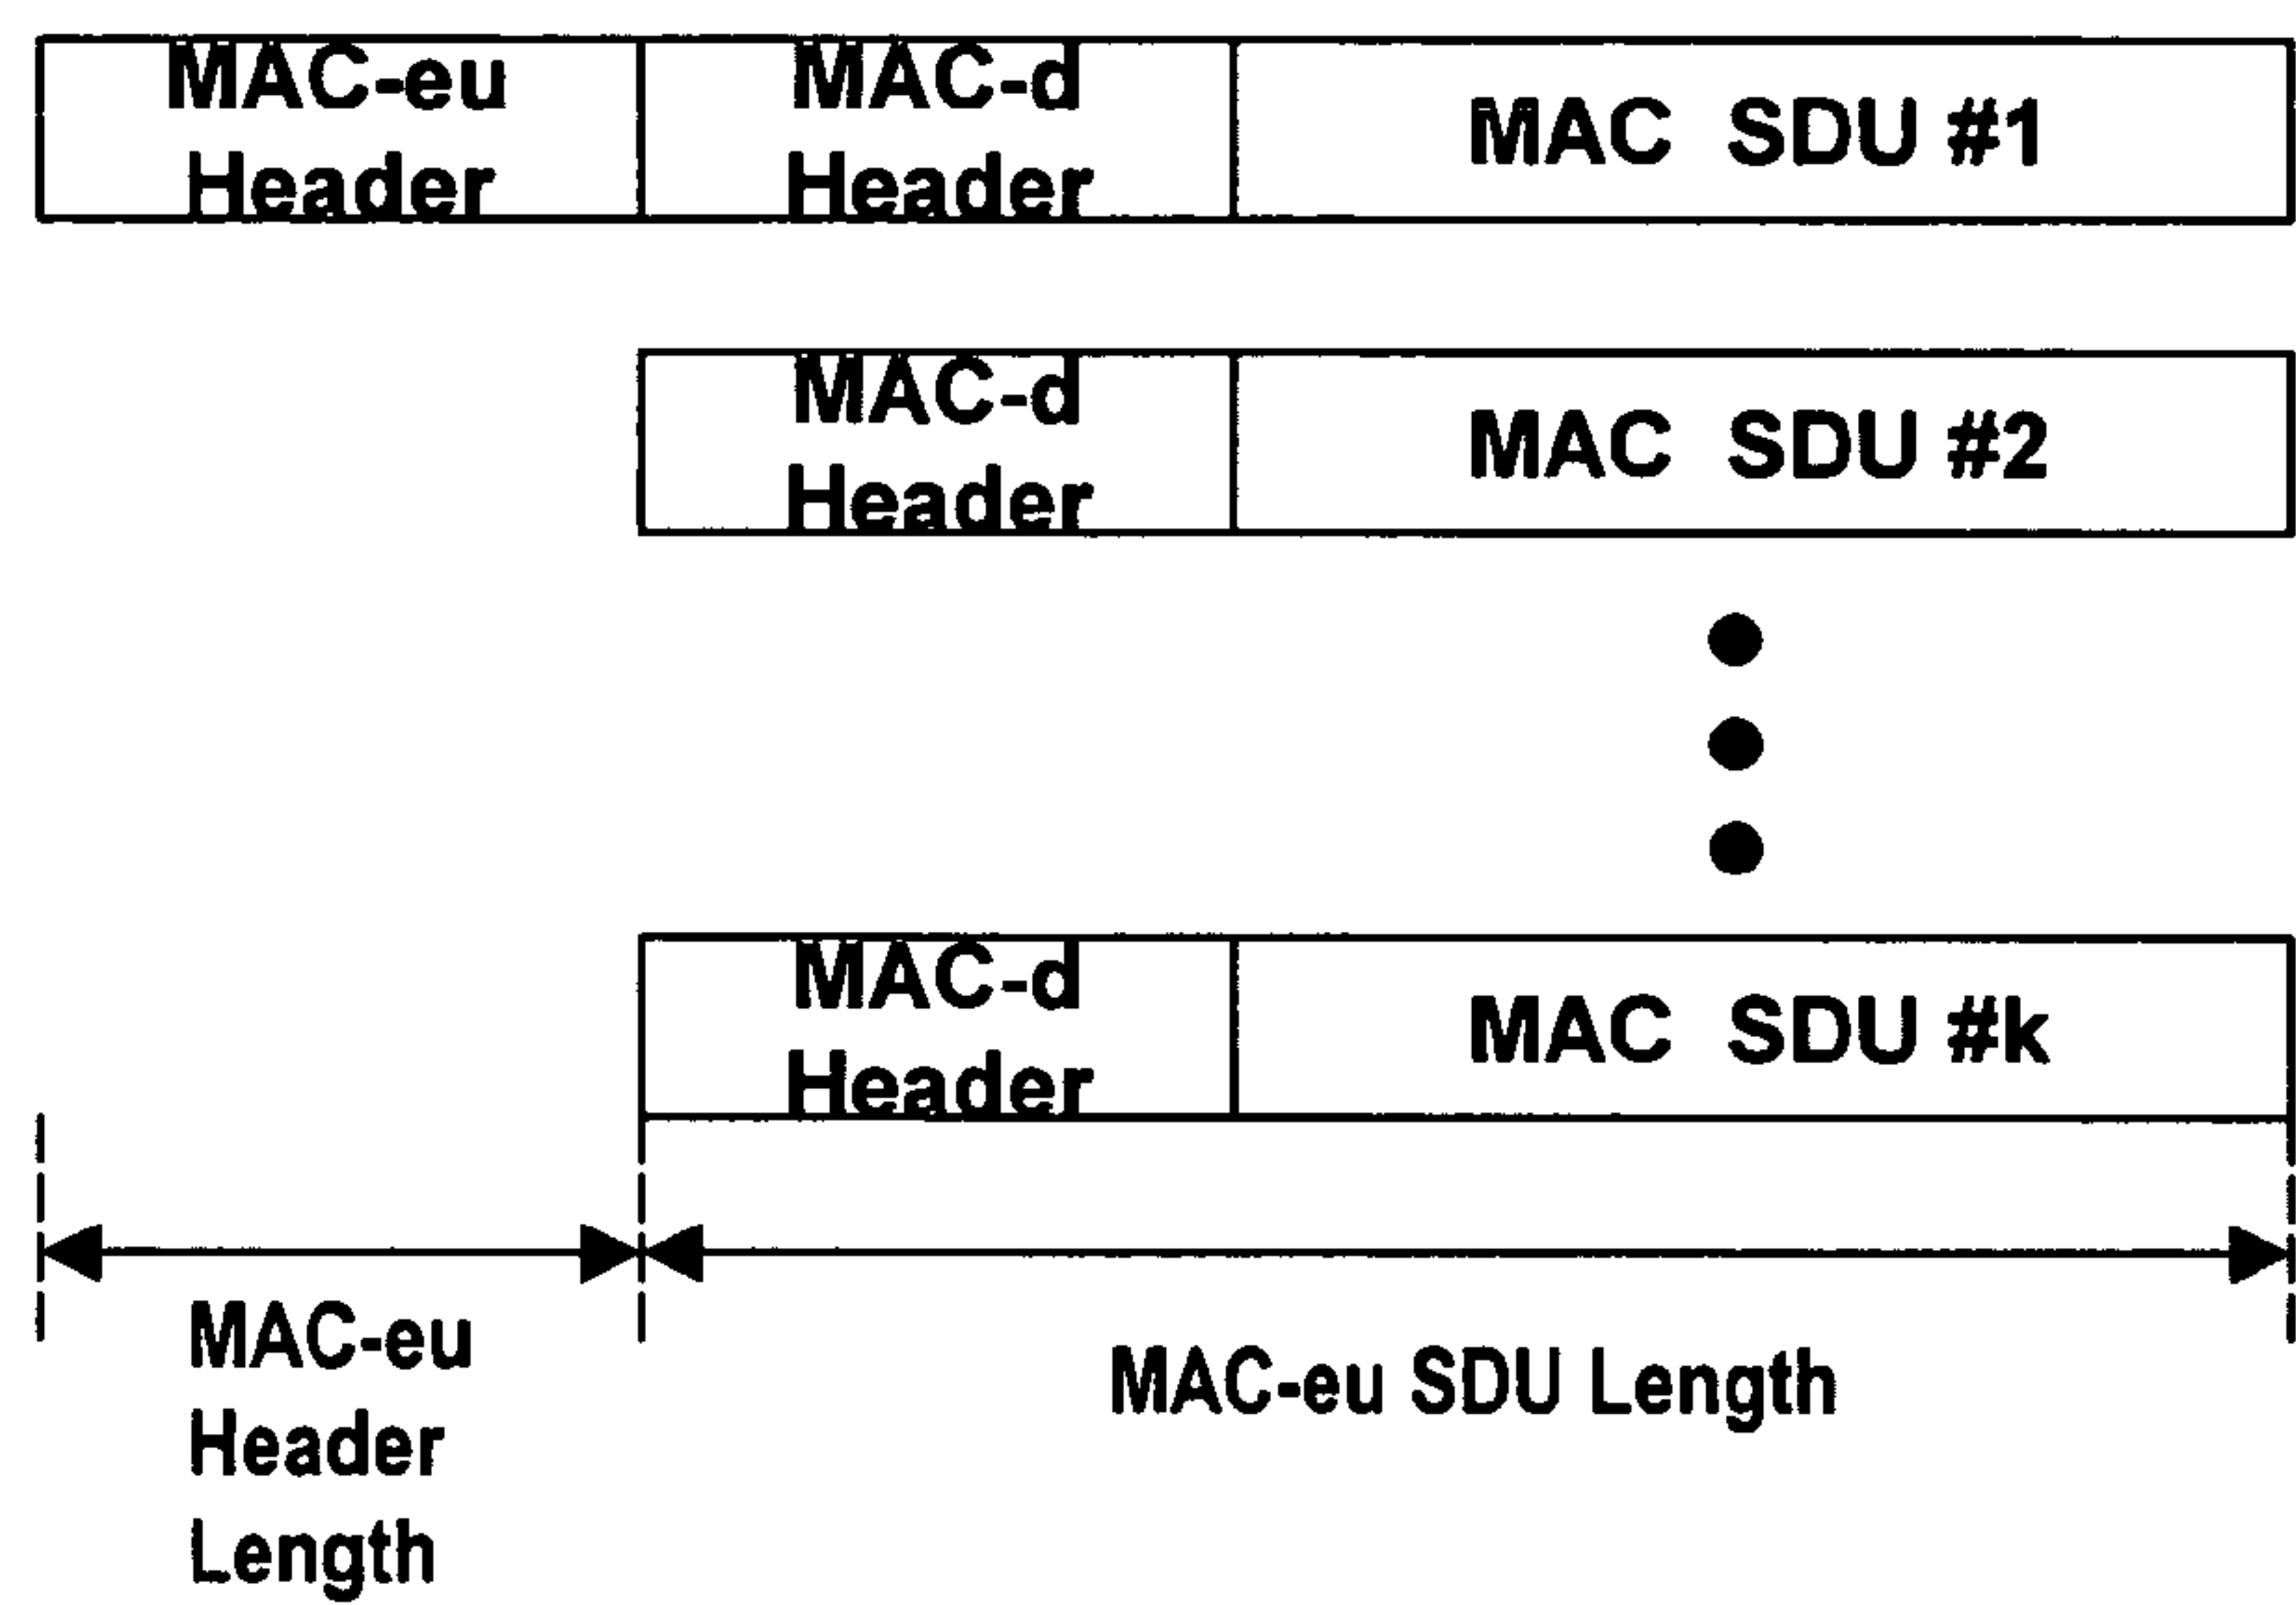 MAC-eu
Header
MAC-d
Header
MAC SDU #1
MAC-d
Header
MAC SDU #2
MAC-d
Header
MAC SDU #k
MAC-eu
Header
Length
MAC-eu SDU Length